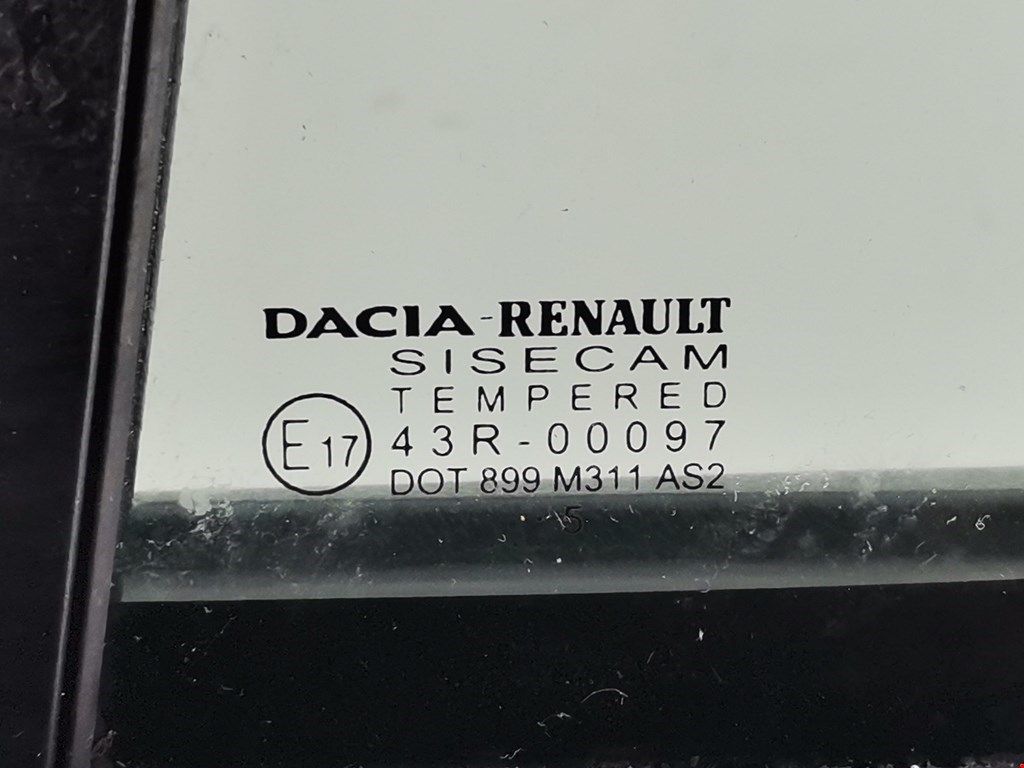 DACIA-RENAULT
SISECAM
TEMPERED
E17 43R-00097
DOT 899 M311 AS2
..5